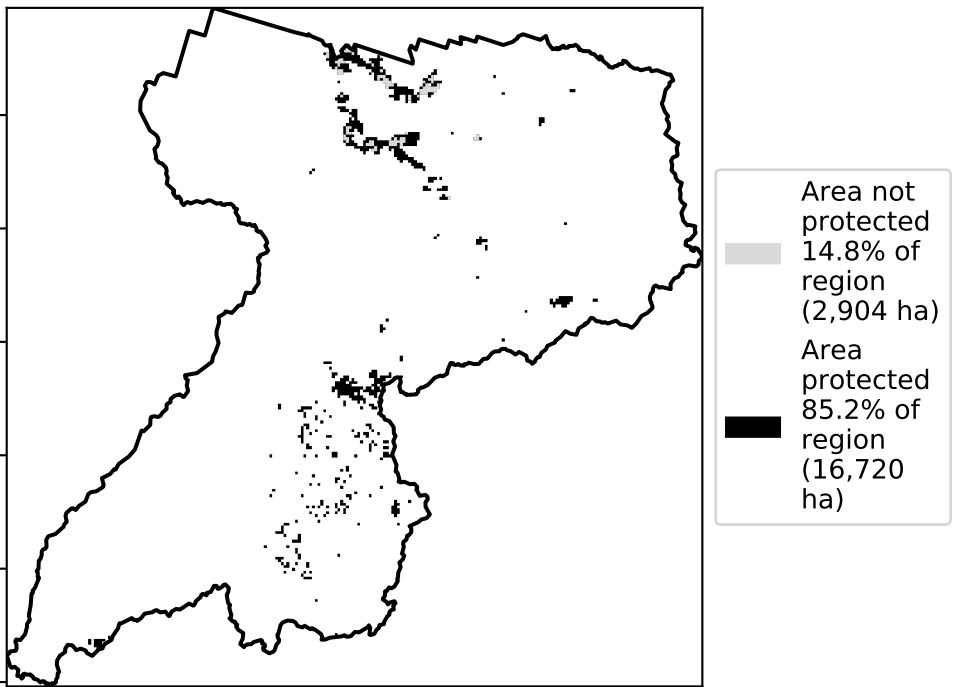 Area not
protected
14.8% of
region
(2,904 ha)
Area
protected
85.2% of
region
(16,720
ha)